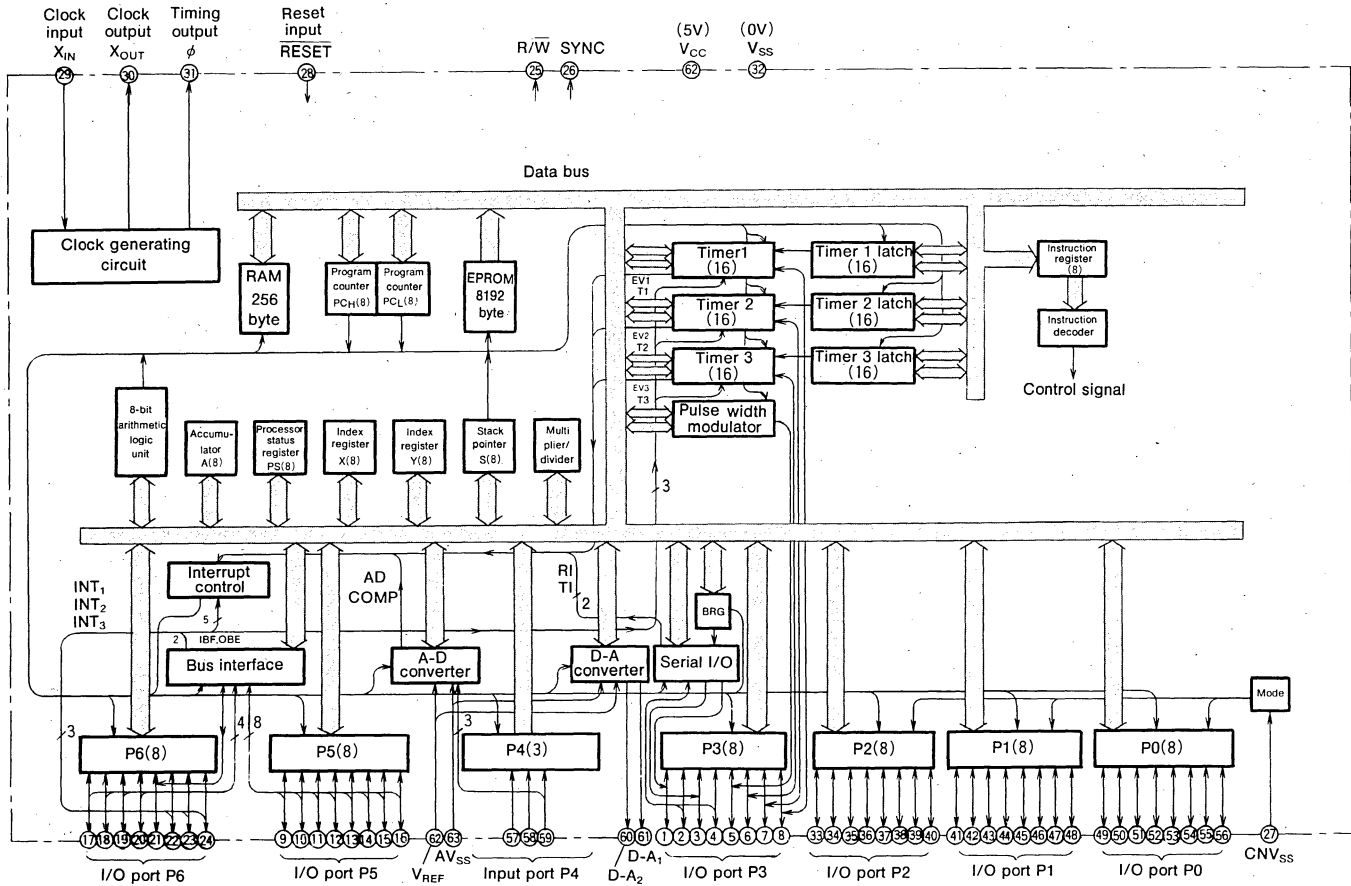 Clock input X_IN
Clock output X_OUT
Timing output ϕ
Reset input R̅E̅S̅E̅T̅
R/W̅ SYNC
(5V) V_CC
(0V) V_SS
29 30 31 28 25 26 62 32
Data bus
Clock generating circuit
RAM 256 byte
Program counter PC_H(8)
Program counter PC_L(8)
EPROM 8192 byte
Timer1 (16)
Timer 1 latch (16)
Instruction register (8)
EV1
T1
Timer 2 (16)
Timer 2 latch (16)
Instruction decoder
EV2
T2
Timer 3 (16)
Timer 3 latch (16)
Control signal
EV3
T3
Pulse width modulator
8-bit arithmetic logic unit
Accumulator A(8)
Processor status register PS(8)
Index register X(8)
Index register Y(8)
Stack pointer S(8)
Multiplier/divider
3
INT₁
INT₂
INT₃
Interrupt control
5
2
IBF,OBE
Bus interface
AD COMP
A-D converter
RI
TI
2
D-A converter
BRG
Serial I/O
Mode
3
4
8
3
P6(8)
P5(8)
P4(3)
P3(8)
P2(8)
P1(8)
P0(8)
17 18 19 20 21 22 23 24
9 10 11 12 13 14 15 16
62 63
57 58 59
60 61
1 2 3 4 5 6 7 8
33 34 35 36 37 38 39 40
41 42 43 44 45 46 47 48
49 50 51 52 53 54 55 56
27
I/O port P6
I/O port P5
AV_SS
V_REF
Input port P4
D-A₁
D-A₂
I/O port P3
I/O port P2
I/O port P1
I/O port P0
CNV_SS